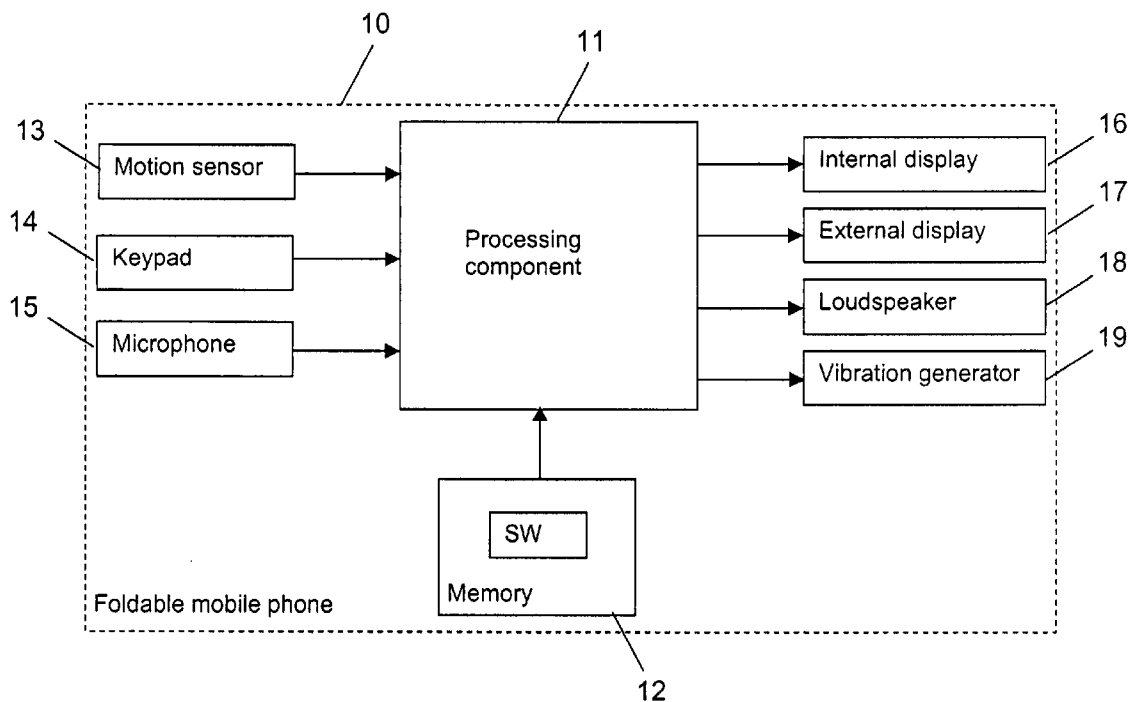 10
11
13
Motion sensor
Internal display
16
14
Keypad
Processing
component
External display
17
15
Microphone
Loudspeaker
18
Vibration generator
19
SW
Memory
Foldable mobile phone
12